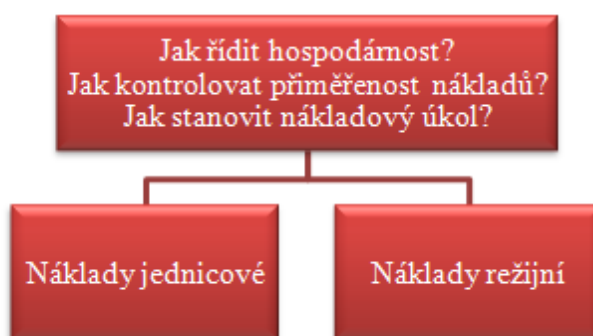 Jak řídit hospodárnost?
Jak kontrolovat přiměřenost nákladů?
Jak stanovit nákladový úkol?
Náklady jednicové
Náklady režijní